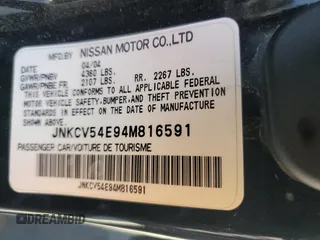 MFD.BY NISSAN MOTOR CO.,LTD
DATE 04/04
GVWR/PNBV 4360 LBS.
GAWR/PNBE FR 2107 LBS. RR. 2267 LBS.
THIS VEHICLE CONFORMS TO ALL APPLICABLE FEDERAL
MOTOR VEHICLE SAFETY, BUMPER, AND THEFT PREVENTION
STANDARDS IN EFFECT ON THE DATE OF MANUFACTURE
SHOWN ABOVE.
JNKCV54E94M816591
PASSENGER CAR/VOITURE DE TOURISME
JNKCV54E94M816591
DREAMBID